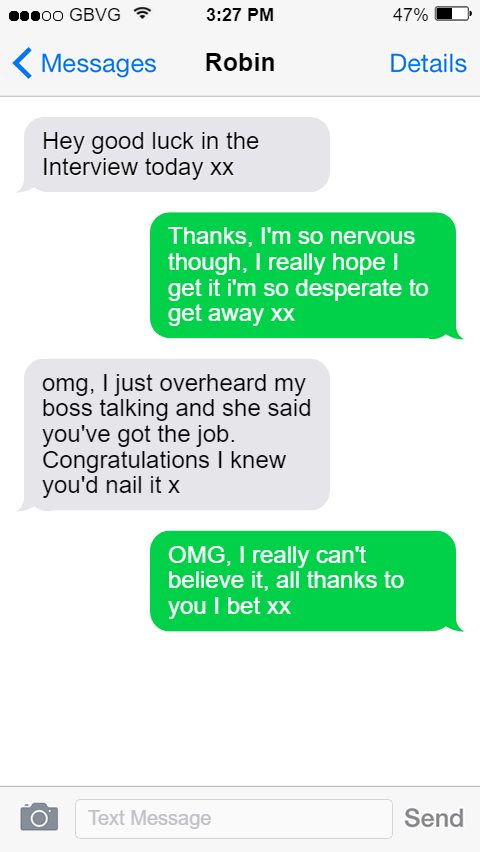 GBVG 3:27 PM 47%
Messages Robin Details
Hey good luck in the
Interview today xx
Thanks, I'm so nervous
though, I really hope I
get it i'm so desperate to
get away xx
omg, I just overheard my
boss talking and she said
you've got the job.
Congratulations I knew
you'd nail it x
OMG, I really can't
believe it, all thanks to
you I bet xx
Text Message Send